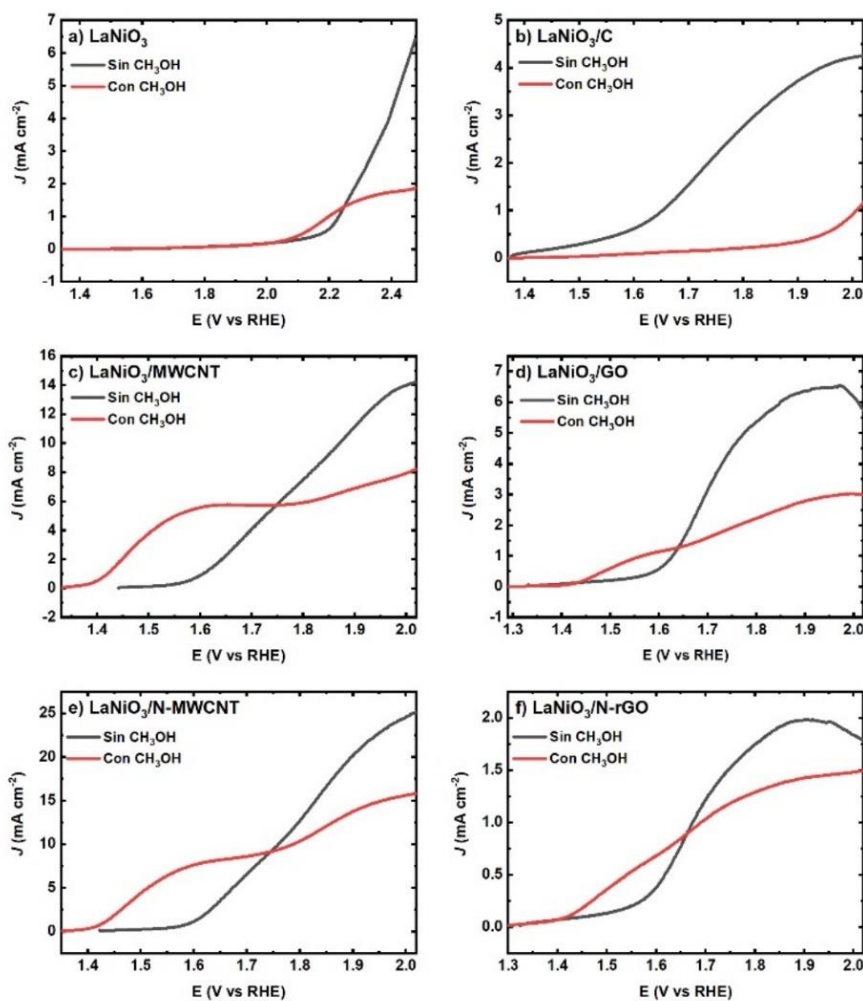 a) LaNiO₃
Sin CH₃OH
Con CH₃OH
J (mA cm⁻²)
7
6
5
4
3
2
1
0
-1
1.4 1.6 1.8 2.0 2.2 2.4
E (V vs RHE)
b) LaNiO₃/C
Sin CH₃OH
Con CH₃OH
J (mA cm⁻²)
5
4
3
2
1
0
1.4 1.5 1.6 1.7 1.8 1.9 2.0
E (V vs RHE)
c) LaNiO₃/MWCNT
Sin CH₃OH
Con CH₃OH
J (mA cm⁻²)
16
14
12
10
8
6
4
2
0
-2
1.4 1.5 1.6 1.7 1.8 1.9 2.0
E (V vs RHE)
d) LaNiO₃/GO
Sin CH₃OH
Con CH₃OH
J (mA cm⁻²)
7
6
5
4
3
2
1
0
-1
1.3 1.4 1.5 1.6 1.7 1.8 1.9 2.0
E (V vs RHE)
e) LaNiO₃/N-MWCNT
Sin CH₃OH
Con CH₃OH
J (mA cm⁻²)
25
20
15
10
5
0
1.4 1.5 1.6 1.7 1.8 1.9 2.0
E (V vs RHE)
f) LaNiO₃/N-rGO
Sin CH₃OH
Con CH₃OH
J (mA cm⁻²)
2.0
1.5
1.0
0.5
0.0
1.3 1.4 1.5 1.6 1.7 1.8 1.9 2.0
E (V vs RHE)